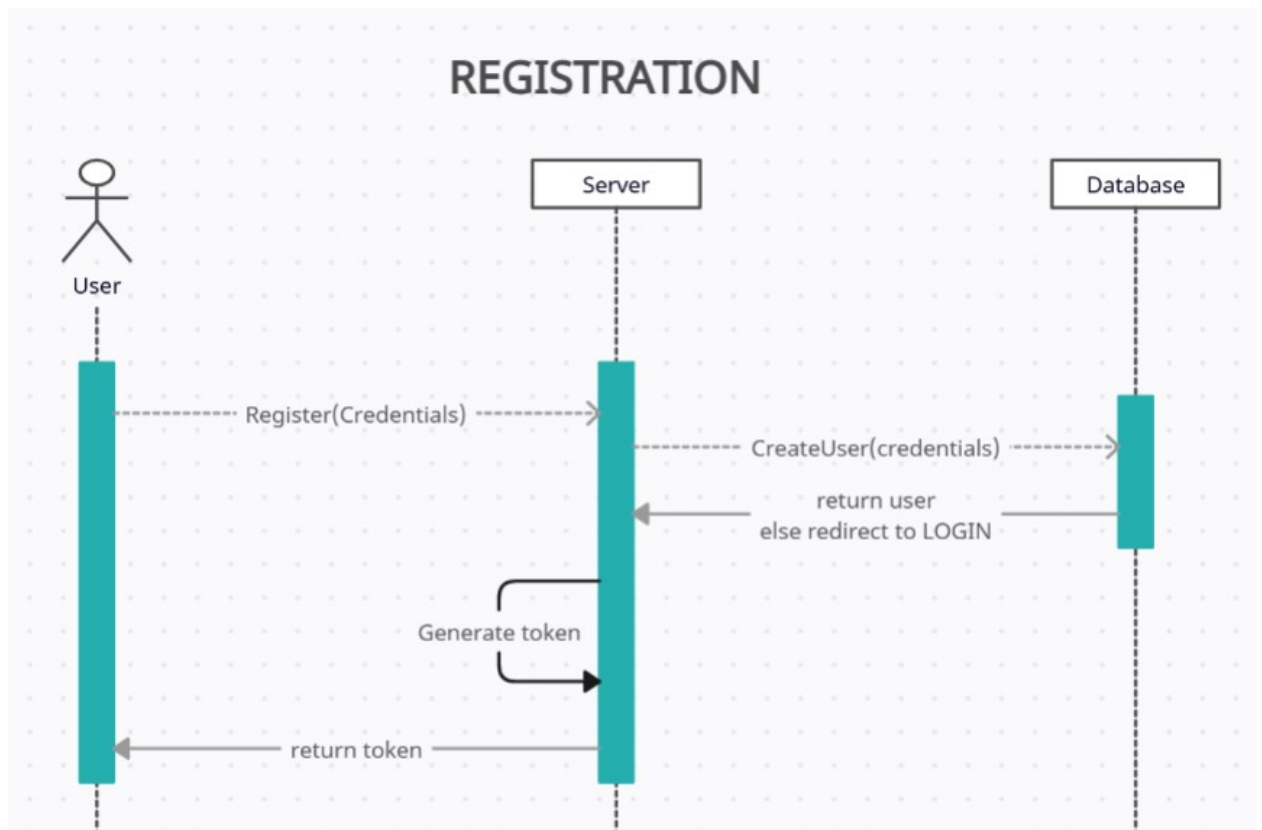 REGISTRATION
Server
Database
User
Register(Credentials)
CreateUser(credentials)
return user
else redirect to LOGIN
Generate token
return token